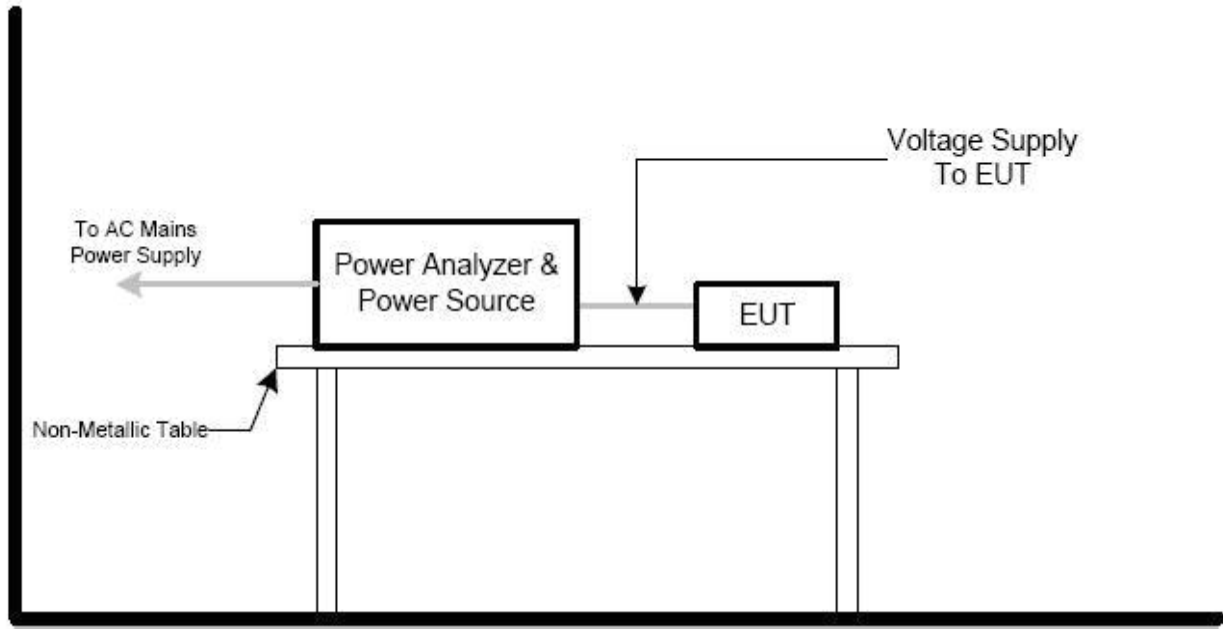 Voltage Supply
To EUT
To AC Mains
Power Supply
Power Analyzer &
Power Source
EUT
Non-Metallic Table